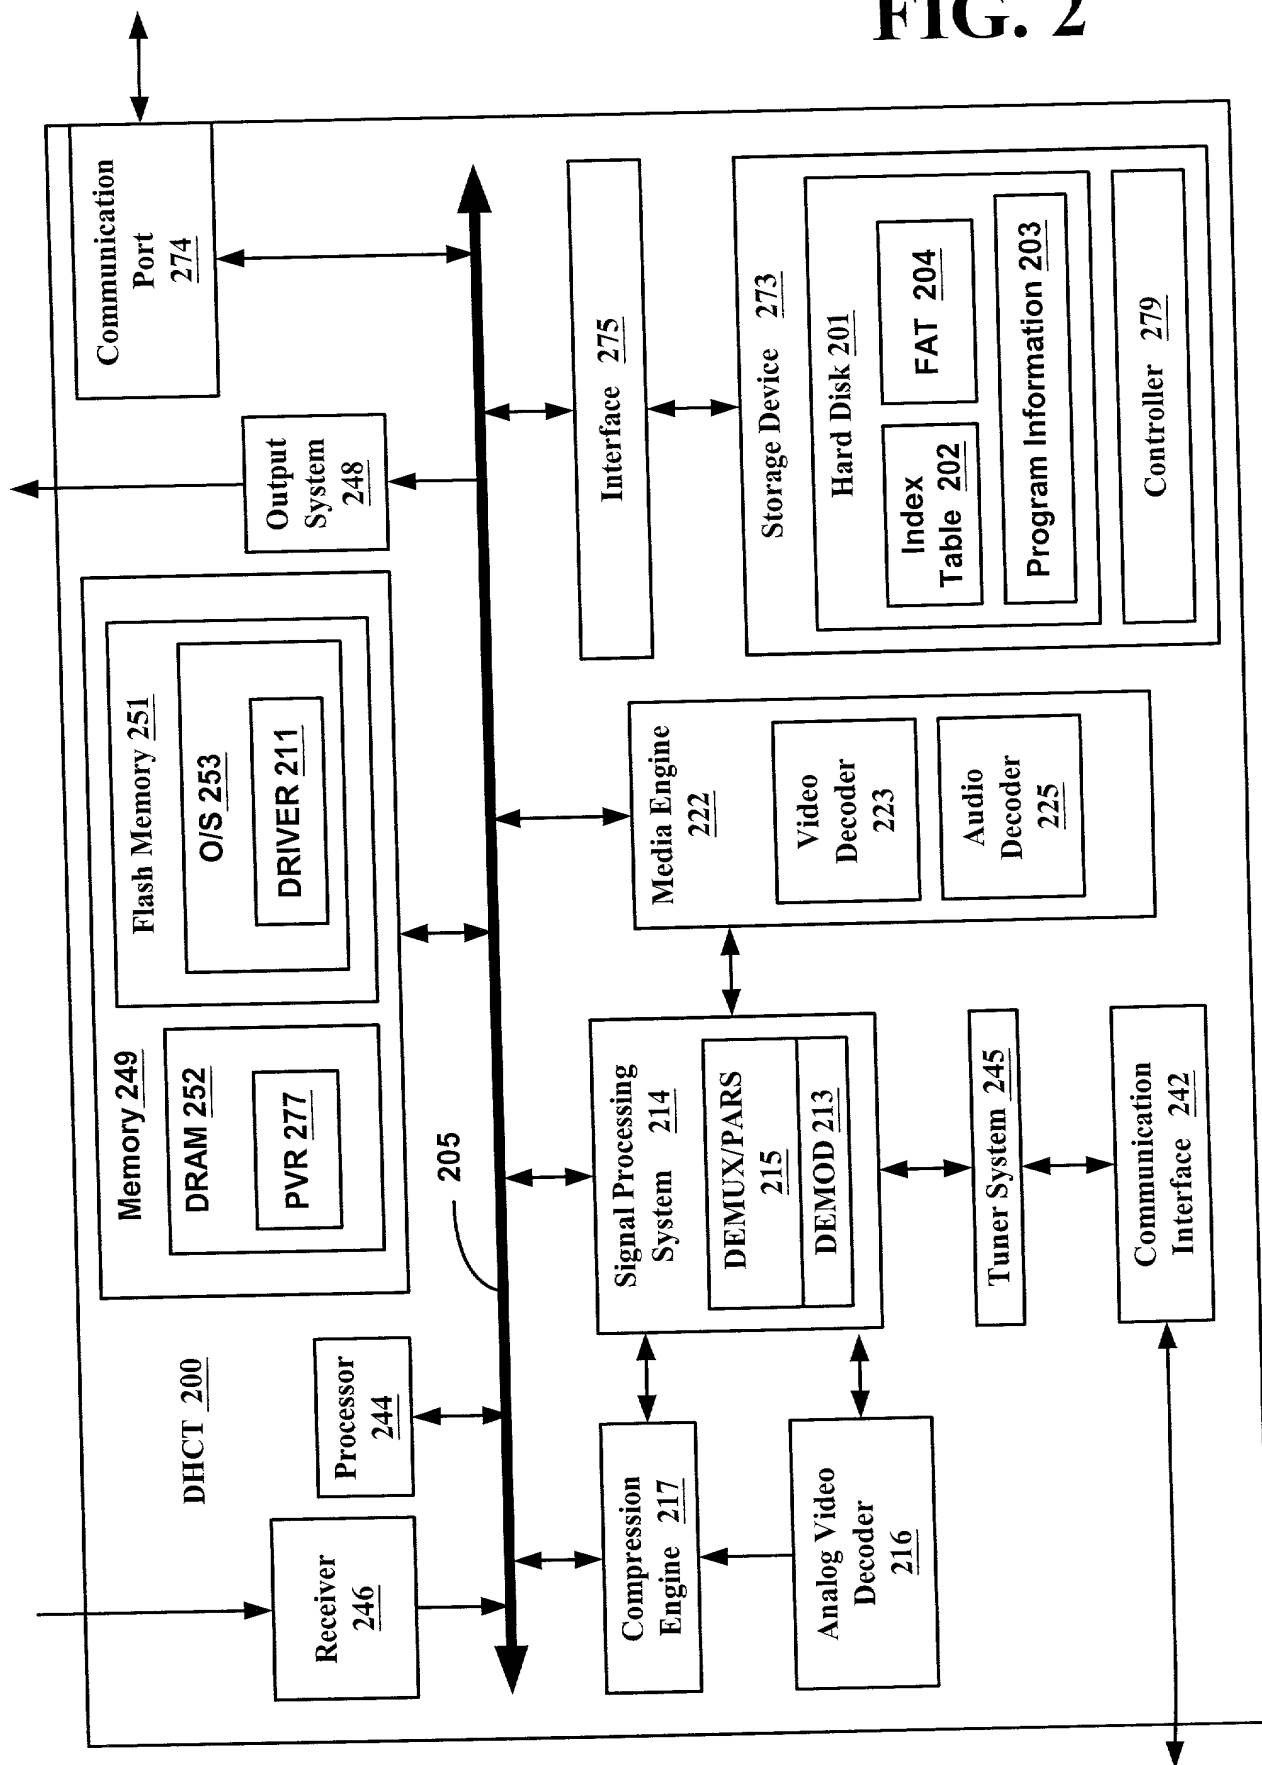 FIG. 2
DHCT 200
Receiver
246
Processor
244
Memory 249
DRAM 252
PVR 277
Flash Memory 251
O/S 253
DRIVER 211
Output
System
248
Communication
Port
274
205
Compression
Engine 217
Analog Video
Decoder
216
Signal Processing
System 214
DEMUX/PARS
215
DEMOD 213
Tuner System 245
Communication
Interface 242
Media Engine
222
Video
Decoder
223
Audio
Decoder
225
Interface 275
Storage Device 273
Hard Disk 201
Index
Table 202
FAT 204
Program Information 203
Controller 279